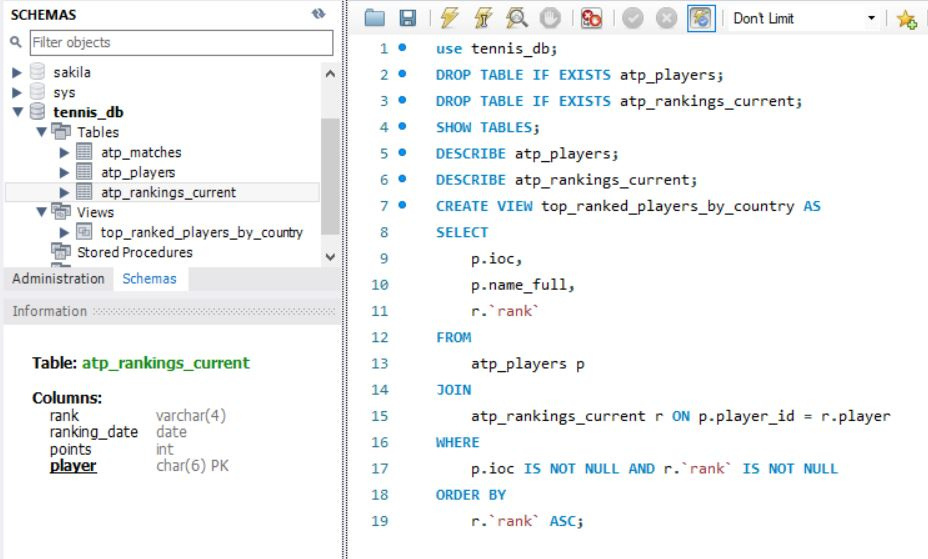 SCHEMAS
Filter objects
sakila
sys
tennis_db
Tables
atp_matches
atp_players
atp_rankings_current
Views
top_ranked_players_by_country
Stored Procedures
Administration Schemas
Information
Table: atp_rankings_current
Columns:
rank varchar(4)
ranking_date date
points int
player char(6) PK
Don't Limit
1 use tennis_db;
2 DROP TABLE IF EXISTS atp_players;
3 DROP TABLE IF EXISTS atp_rankings_current;
4 SHOW TABLES;
5 DESCRIBE atp_players;
6 DESCRIBE atp_rankings_current;
7 CREATE VIEW top_ranked_players_by_country AS
8 SELECT
9 p.ioc,
10 p.name_full,
11 r.`rank`
12 FROM
13 atp_players p
14 JOIN
15 atp_rankings_current r ON p.player_id = r.player
16 WHERE
17 p.ioc IS NOT NULL AND r.`rank` IS NOT NULL
18 ORDER BY
19 r.`rank` ASC;